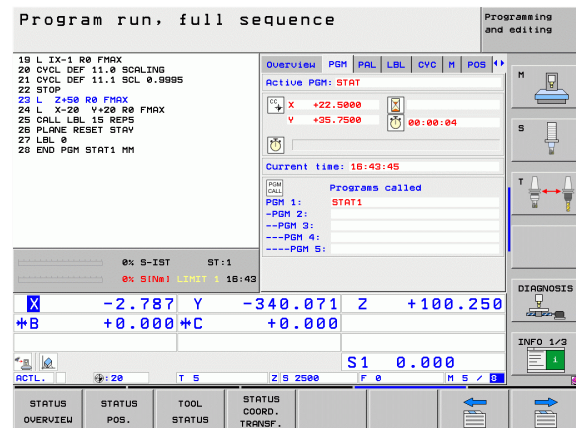 Program run, full sequence
Programming
and editing
19 L IX-1 R0 FMAX
20 CYCL DEF 11.0 SCALING
21 CYCL DEF 11.1 SCL 0.9995
22 STOP
23 L Z+50 R0 FMAX
24 L X-20 Y+20 R0 FMAX
25 CALL LBL 15 REP5
26 PLANE RESET STAY
27 LBL 0
28 END PGM STAT1 MM
Overview PGM PAL LBL CYC M POS
Active PGM: STAT
CC X +22.5000
Y +35.7500 00:00:04
Current time: 16:43:45
PGM CALL Programs called
PGM 1: STAT1
-PGM 2:
--PGM 3:
---PGM 4:
----PGM 5:
0% S-IST ST:1
0% S[Nm] LIMIT 1 16:43
X -2.787 Y -340.071 Z +100.250
B +0.000 C +0.000
S1 0.000
ACTL. : 20 T 5 Z S 2500 F 0 M 5 / 8
M
S
T
DIAGNOSIS
INFO 1/3
STATUS OVERVIEW
STATUS POS.
TOOL STATUS
STATUS COORD. TRANSF.